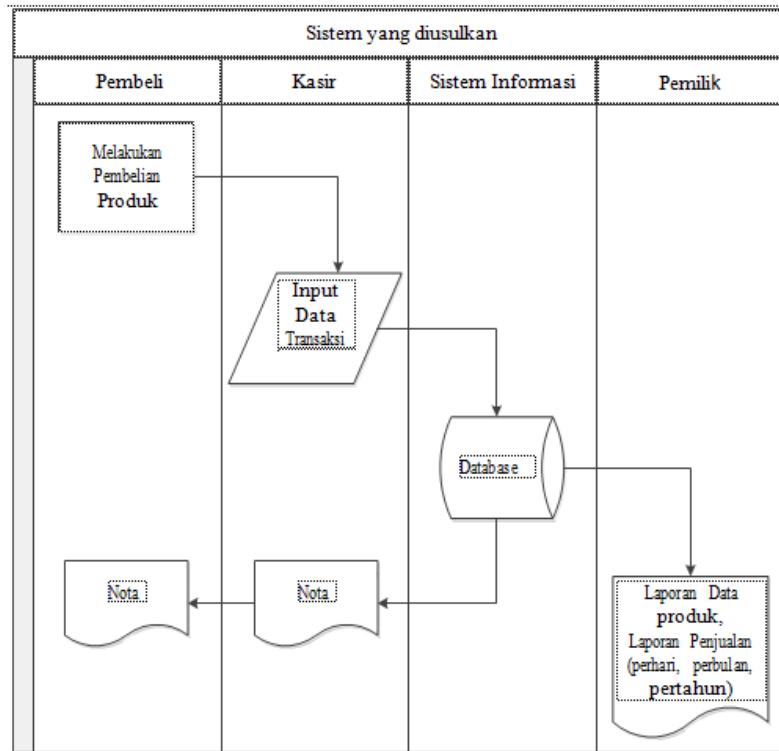 Sistem yang diusulkan
Pembeli
Kasir
Sistem Informasi
Pemilik
Melakukan
Pembelian
Produk
Input
Data
Transaksi
Database
Nota
Nota
Laporan Data
produk,
Laporan Penjualan
(perhari, perbulan,
pertahun)